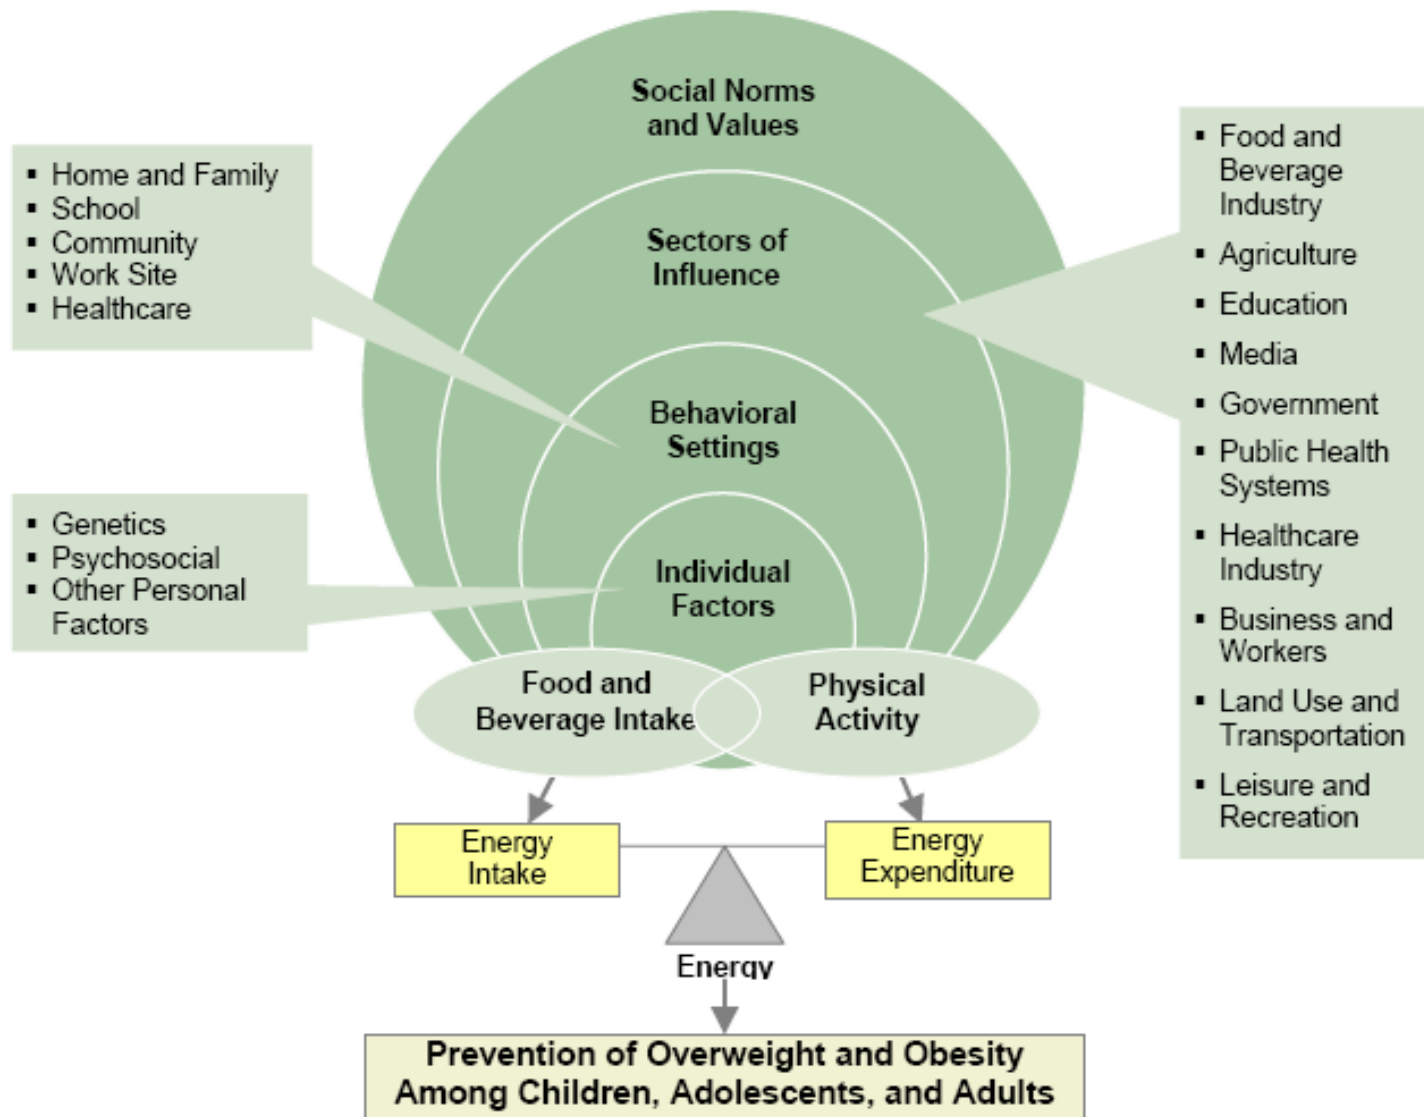 Social Norms
and Values
Sectors of
Influence
Behavioral
Settings
Individual
Factors
▪ Home and Family
▪ School
▪ Community
▪ Work Site
▪ Healthcare
▪ Genetics
▪ Psychosocial
▪ Other Personal
Factors
▪ Food and
Beverage
Industry
▪ Agriculture
▪ Education
▪ Media
▪ Government
▪ Public Health
Systems
▪ Healthcare
Industry
▪ Business and
Workers
▪ Land Use and
Transportation
▪ Leisure and
Recreation
Food and
Beverage Intake
Physical
Activity
Energy
Intake
Energy
Expenditure
Energy
Prevention of Overweight and Obesity
Among Children, Adolescents, and Adults